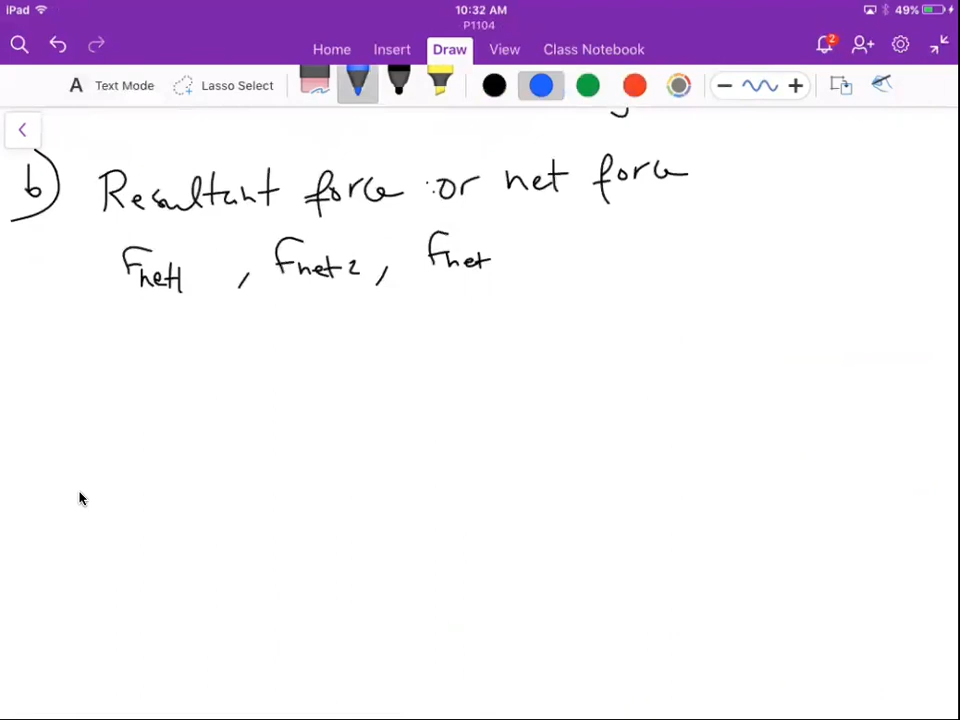 iPad 10:32 AM 49%
P1104
2
Home Insert Draw View Class Notebook
A Text Mode Lasso Select
b) Resultant force or net force
Fnet1 , Fnet2 , Fnet